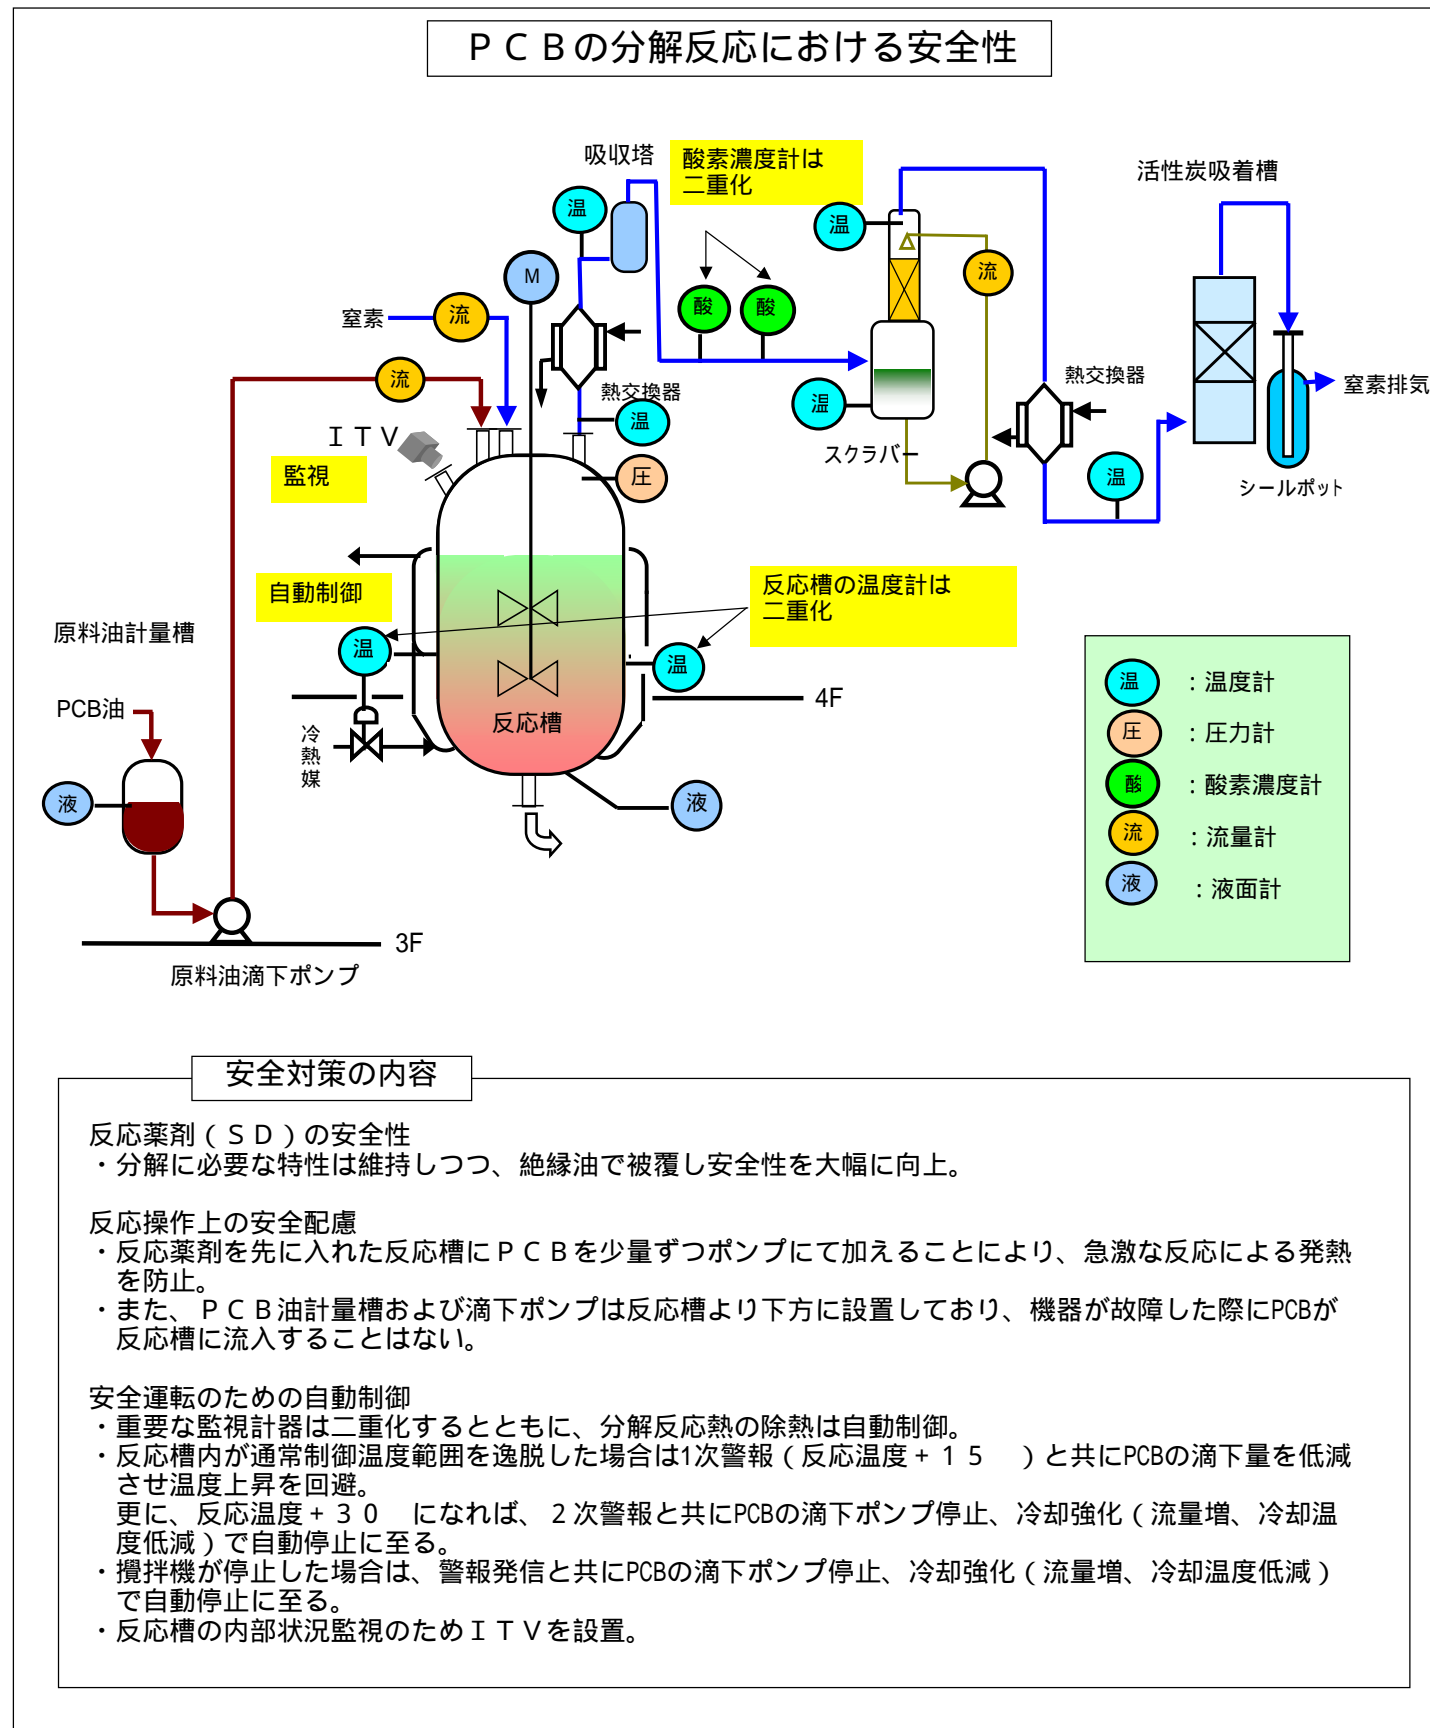 ＰＣＢの分解反応における安全性
吸収塔
酸素濃度計は
二重化
活性炭吸着槽
温
温
M
流
酸
酸
窒素
流
流
熱交換器
熱交換器
窒素排気
温
温
ＩＴＶ
スクラバー
監視
圧
温
シールポット
自動制御
反応槽の温度計は
二重化
原料油計量槽
温
温
4F
PCB油
反応槽
冷
熱
媒
液
液
3F
原料油滴下ポンプ
温 ：温度計
圧 ：圧力計
酸 ：酸素濃度計
流 ：流量計
液 ：液面計
安全対策の内容
反応薬剤（ＳＤ）の安全性
・分解に必要な特性は維持しつつ、絶縁油で被覆し安全性を大幅に向上。
反応操作上の安全配慮
・反応薬剤を先に入れた反応槽にＰＣＢを少量ずつポンプにて加えることにより、急激な反応による発熱
を防止。
・また、ＰＣＢ油計量槽および滴下ポンプは反応槽より下方に設置しており、機器が故障した際にPCBが
反応槽に流入することはない。
安全運転のための自動制御
・重要な監視計器は二重化するとともに、分解反応熱の除熱は自動制御。
・反応槽内が通常制御温度範囲を逸脱した場合は1次警報（反応温度＋１５　）と共にPCBの滴下量を低減
させ温度上昇を回避。
更に、反応温度＋３０　になれば、２次警報と共にPCBの滴下ポンプ停止、冷却強化（流量増、冷却温
度低減）で自動停止に至る。
・攪拌機が停止した場合は、警報発信と共にPCBの滴下ポンプ停止、冷却強化（流量増、冷却温度低減）
で自動停止に至る。
・反応槽の内部状況監視のためＩＴＶを設置。